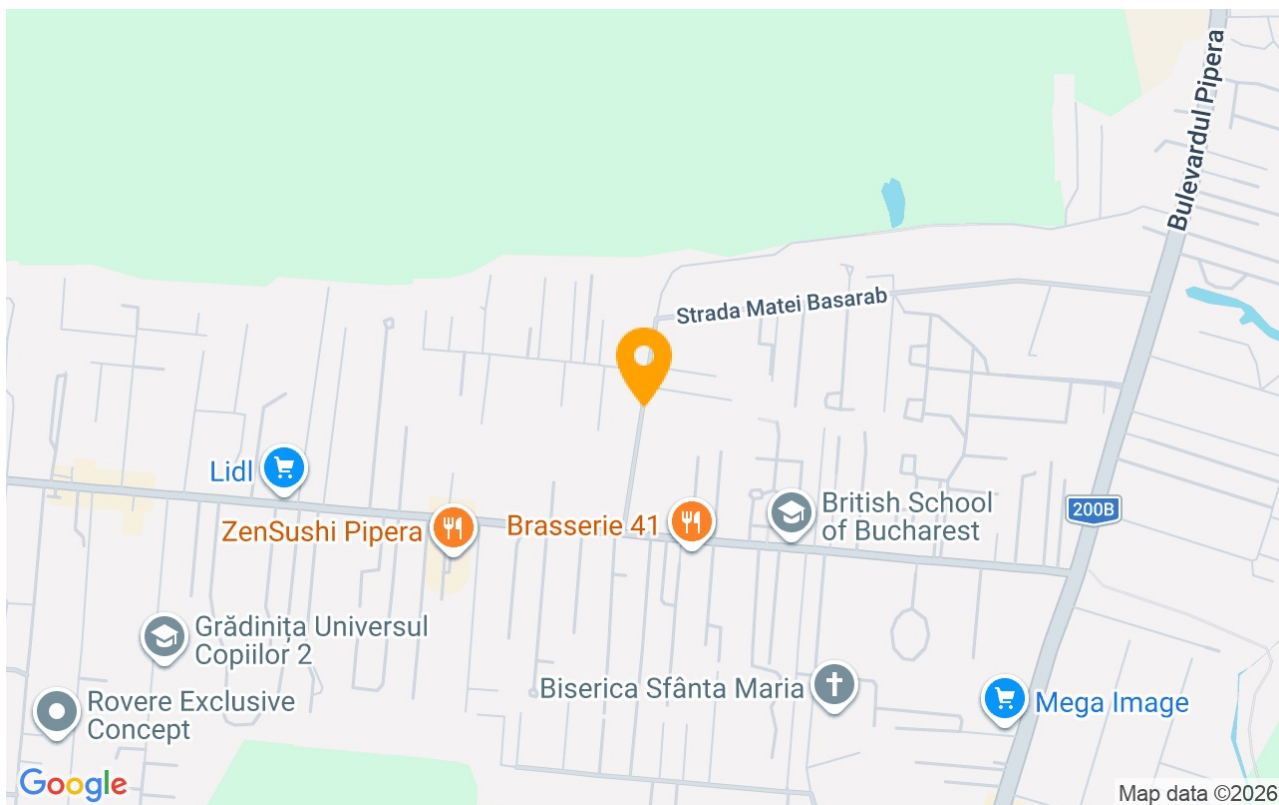 Bulevardul Pipera
Strada Matei Basarab
Lidl
ZenSushi Pipera
Brasserie 41
British School
of Bucharest
200B
Grădinița Universul
Copiilor 2
Biserica Sfânta Maria
Rovere Exclusive
Concept
Mega Image
Google
Map data ©2026